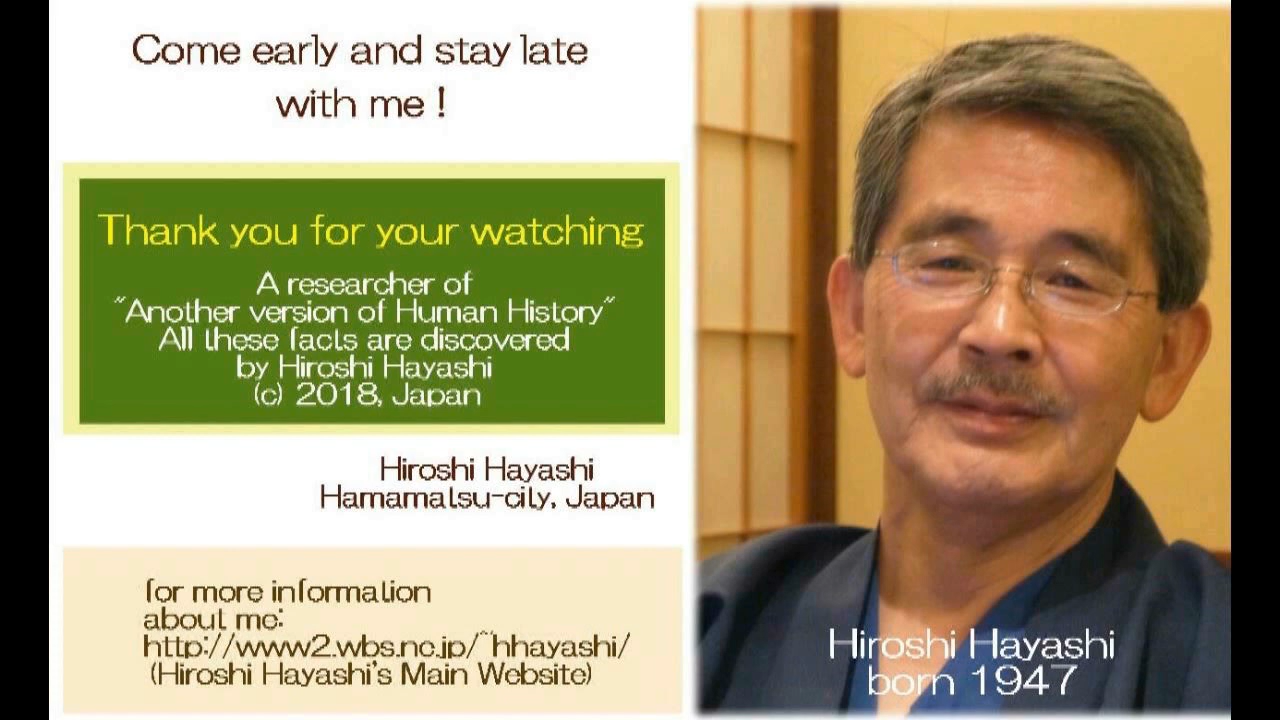 Come early and stay late
with me !
Thank you for your watching
A researcher of
"Another version of Human History"
All these facts are discovered
by Hiroshi Hayashi
(c) 2018, Japan
Hiroshi Hayashi
Hamamatsu-city, Japan
for more information
about me:
http://www2.wbs.ne.jp/~hhayashi/
(Hiroshi Hayashi's Main Website)
Hiroshi Hayashi
born 1947